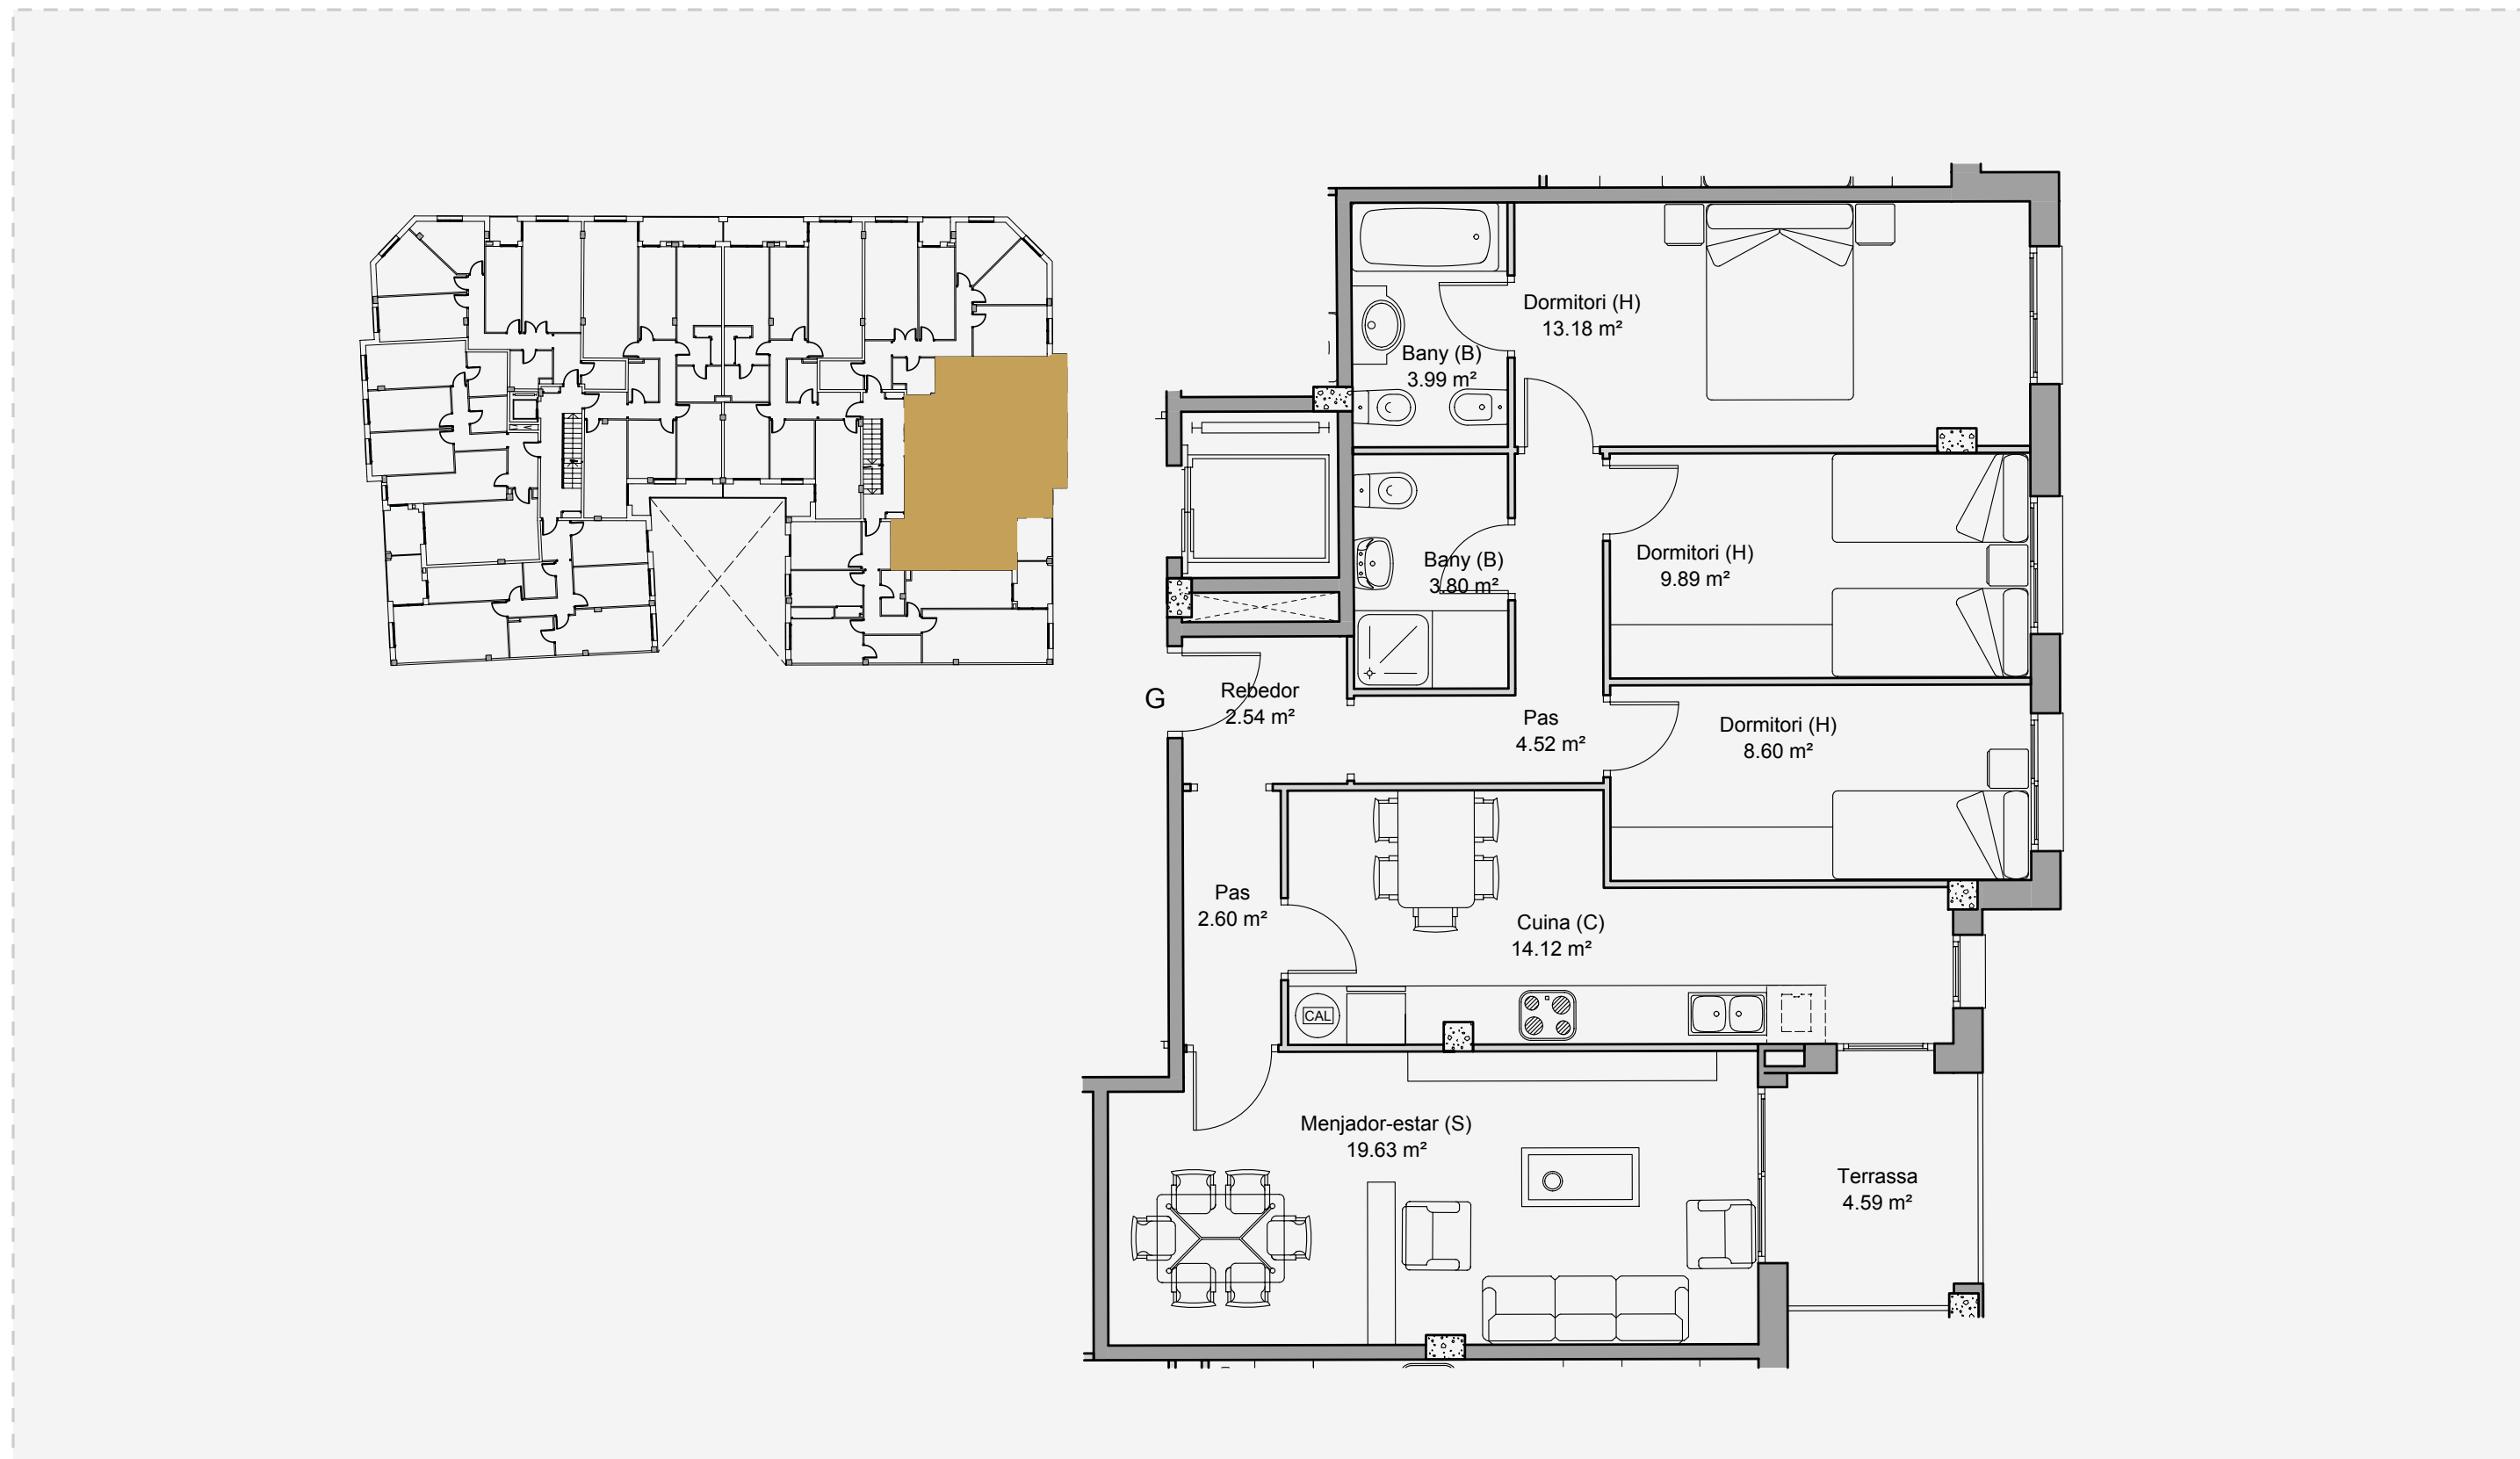 Dormitori (H)
13.18 m²
Bany (B)
3.99 m²
Dormitori (H)
9.89 m²
Bany (B)
3.80 m²
G
Rebedor
2.54 m²
Pas
4.52 m²
Dormitori (H)
8.60 m²
Pas
2.60 m²
Cuina (C)
14.12 m²
CAL
Menjador-estar (S)
19.63 m²
Terrassa
4.59 m²